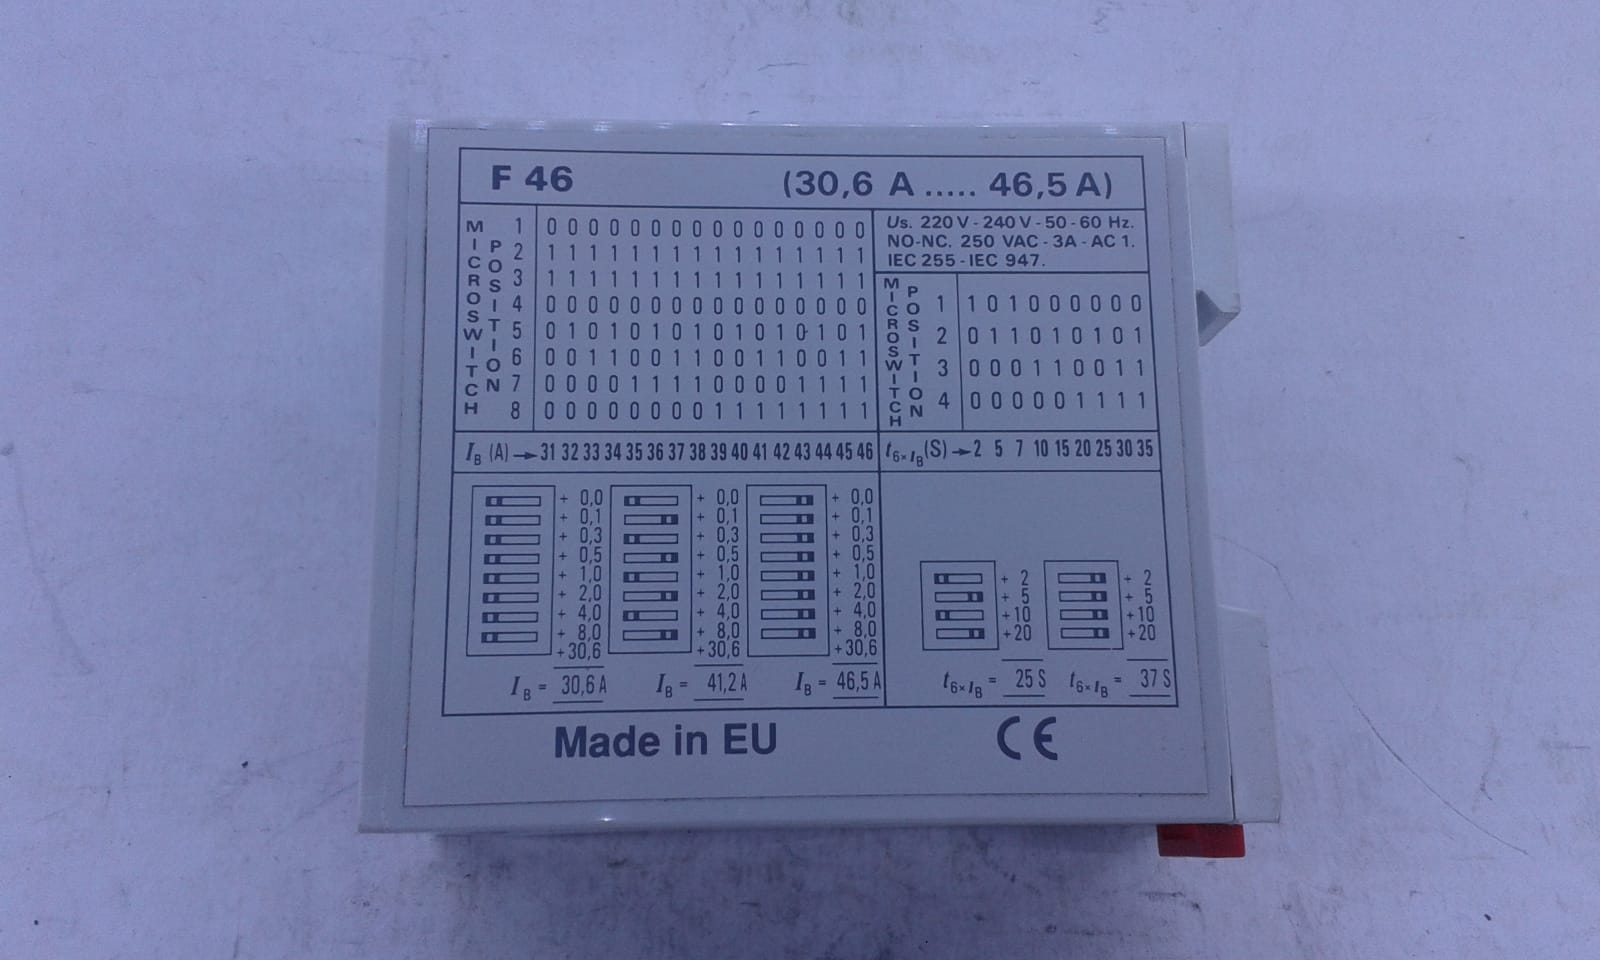 F 46 (30,6 A ..... 46,5 A)
MICROSWITCH
POSITION
1 0 0 0 0 0 0 0 0 0 0 0 0 0 0 0 0
2 1 1 1 1 1 1 1 1 1 1 1 1 1 1 1 1
3 1 1 1 1 1 1 1 1 1 1 1 1 1 1 1 1
4 0 0 0 0 0 0 0 0 0 0 0 0 0 0 0 0
5 0 1 0 1 0 1 0 1 0 1 0 1 0 1 0 1
6 0 0 1 1 0 0 1 1 0 0 1 1 0 0 1 1
7 0 0 0 0 1 1 1 1 0 0 0 0 1 1 1 1
8 0 0 0 0 0 0 0 0 1 1 1 1 1 1 1 1
IB (A) → 31 32 33 34 35 36 37 38 39 40 41 42 43 44 45 46
Us. 220 V - 240 V - 50 - 60 Hz.
NO-NC. 250 VAC - 3A - AC 1.
IEC 255 - IEC 947.
MICROSWITCH
POSITION
1 1 0 1 0 0 0 0 0 0
2 0 1 1 0 1 0 1 0 1
3 0 0 0 1 1 0 0 1 1
4 0 0 0 0 0 1 1 1 1
t6×IB (S) → 2 5 7 10 15 20 25 30 35
+ 0,0
+ 0,1
+ 0,3
+ 0,5
+ 1,0
+ 2,0
+ 4,0
+ 8,0
+30,6
IB = 30,6 A
+ 0,0
+ 0,1
+ 0,3
+ 0,5
+ 1,0
+ 2,0
+ 4,0
+ 8,0
+30,6
IB = 41,2 A
+ 0,0
+ 0,1
+ 0,3
+ 0,5
+ 1,0
+ 2,0
+ 4,0
+ 8,0
+30,6
IB = 46,5 A
+ 2
+ 5
+10
+20
t6×IB = 25 S
+ 2
+ 5
+10
+20
t6×IB = 37 S
Made in EU CE